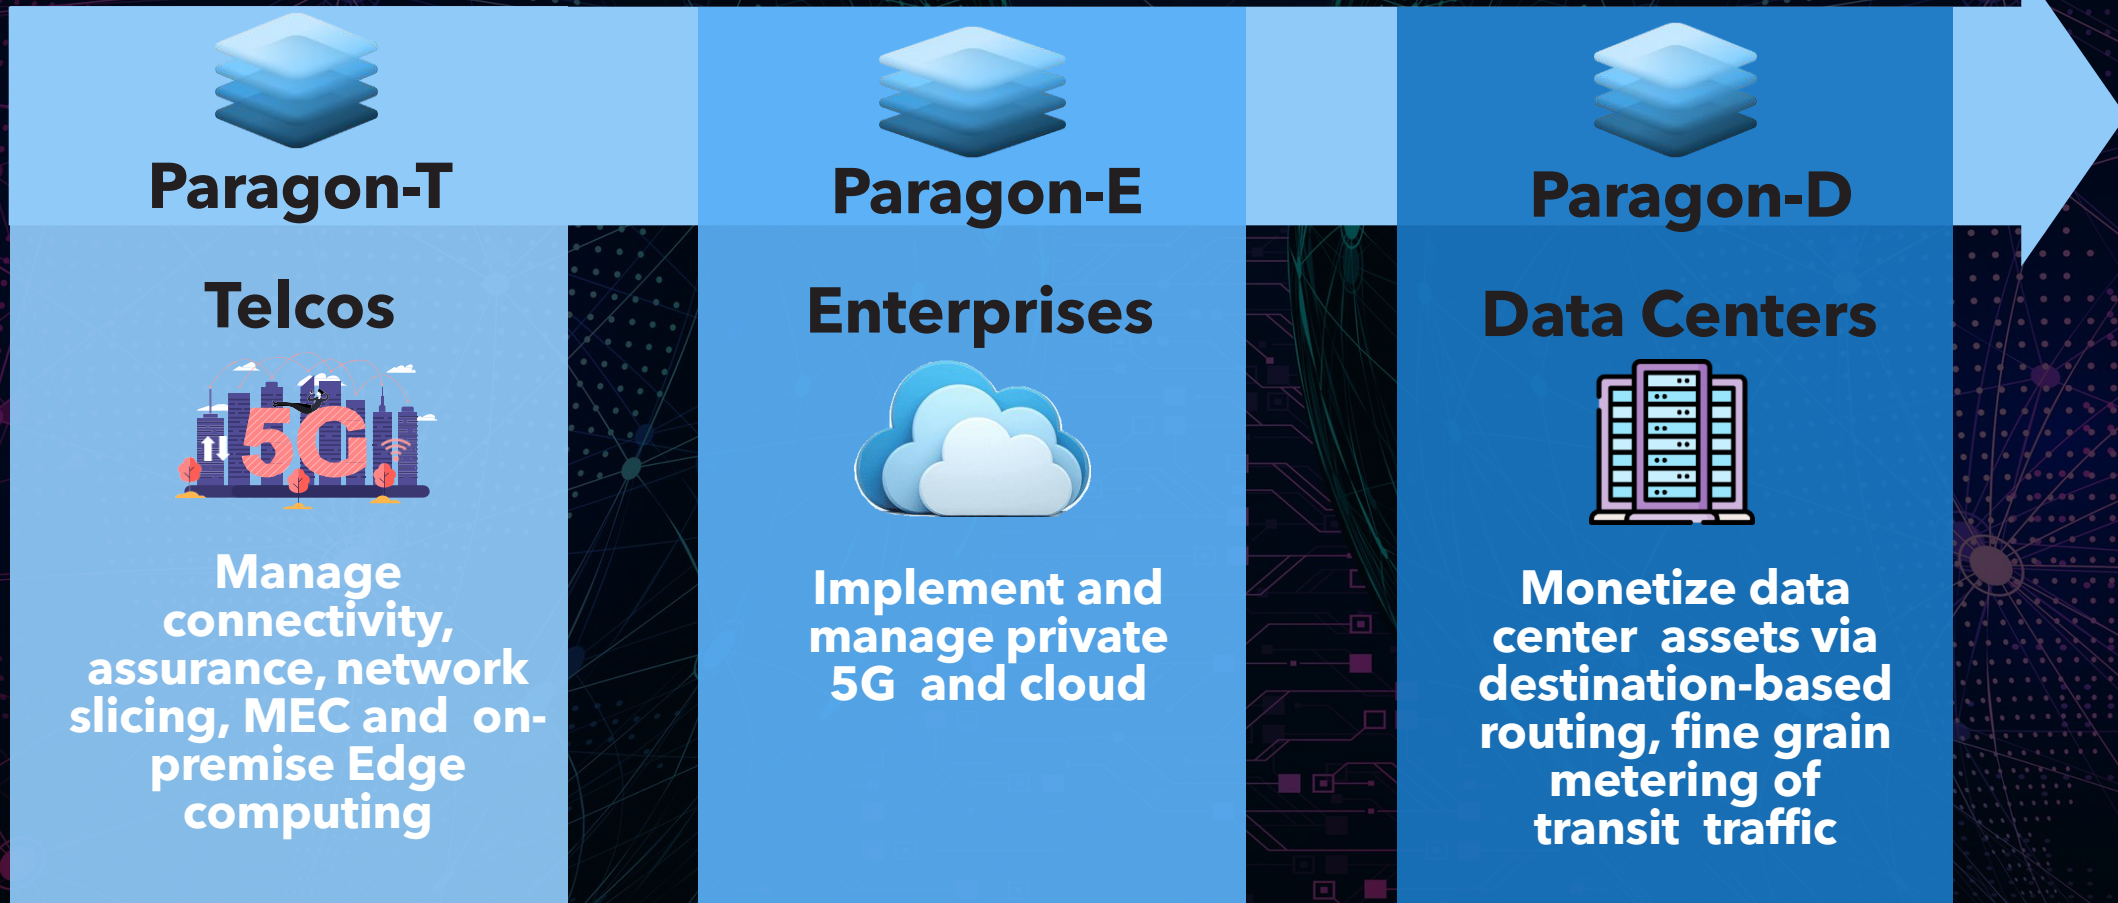 Paragon-T
Telcos
5G
Manage
connectivity,
assurance, network
slicing, MEC and on-
premise Edge
computing
Paragon-E
Enterprises
Implement and
manage private
5G and cloud
Paragon-D
Data Centers
Monetize data
center assets via
destination-based
routing, fine grain
metering of
transit traffic